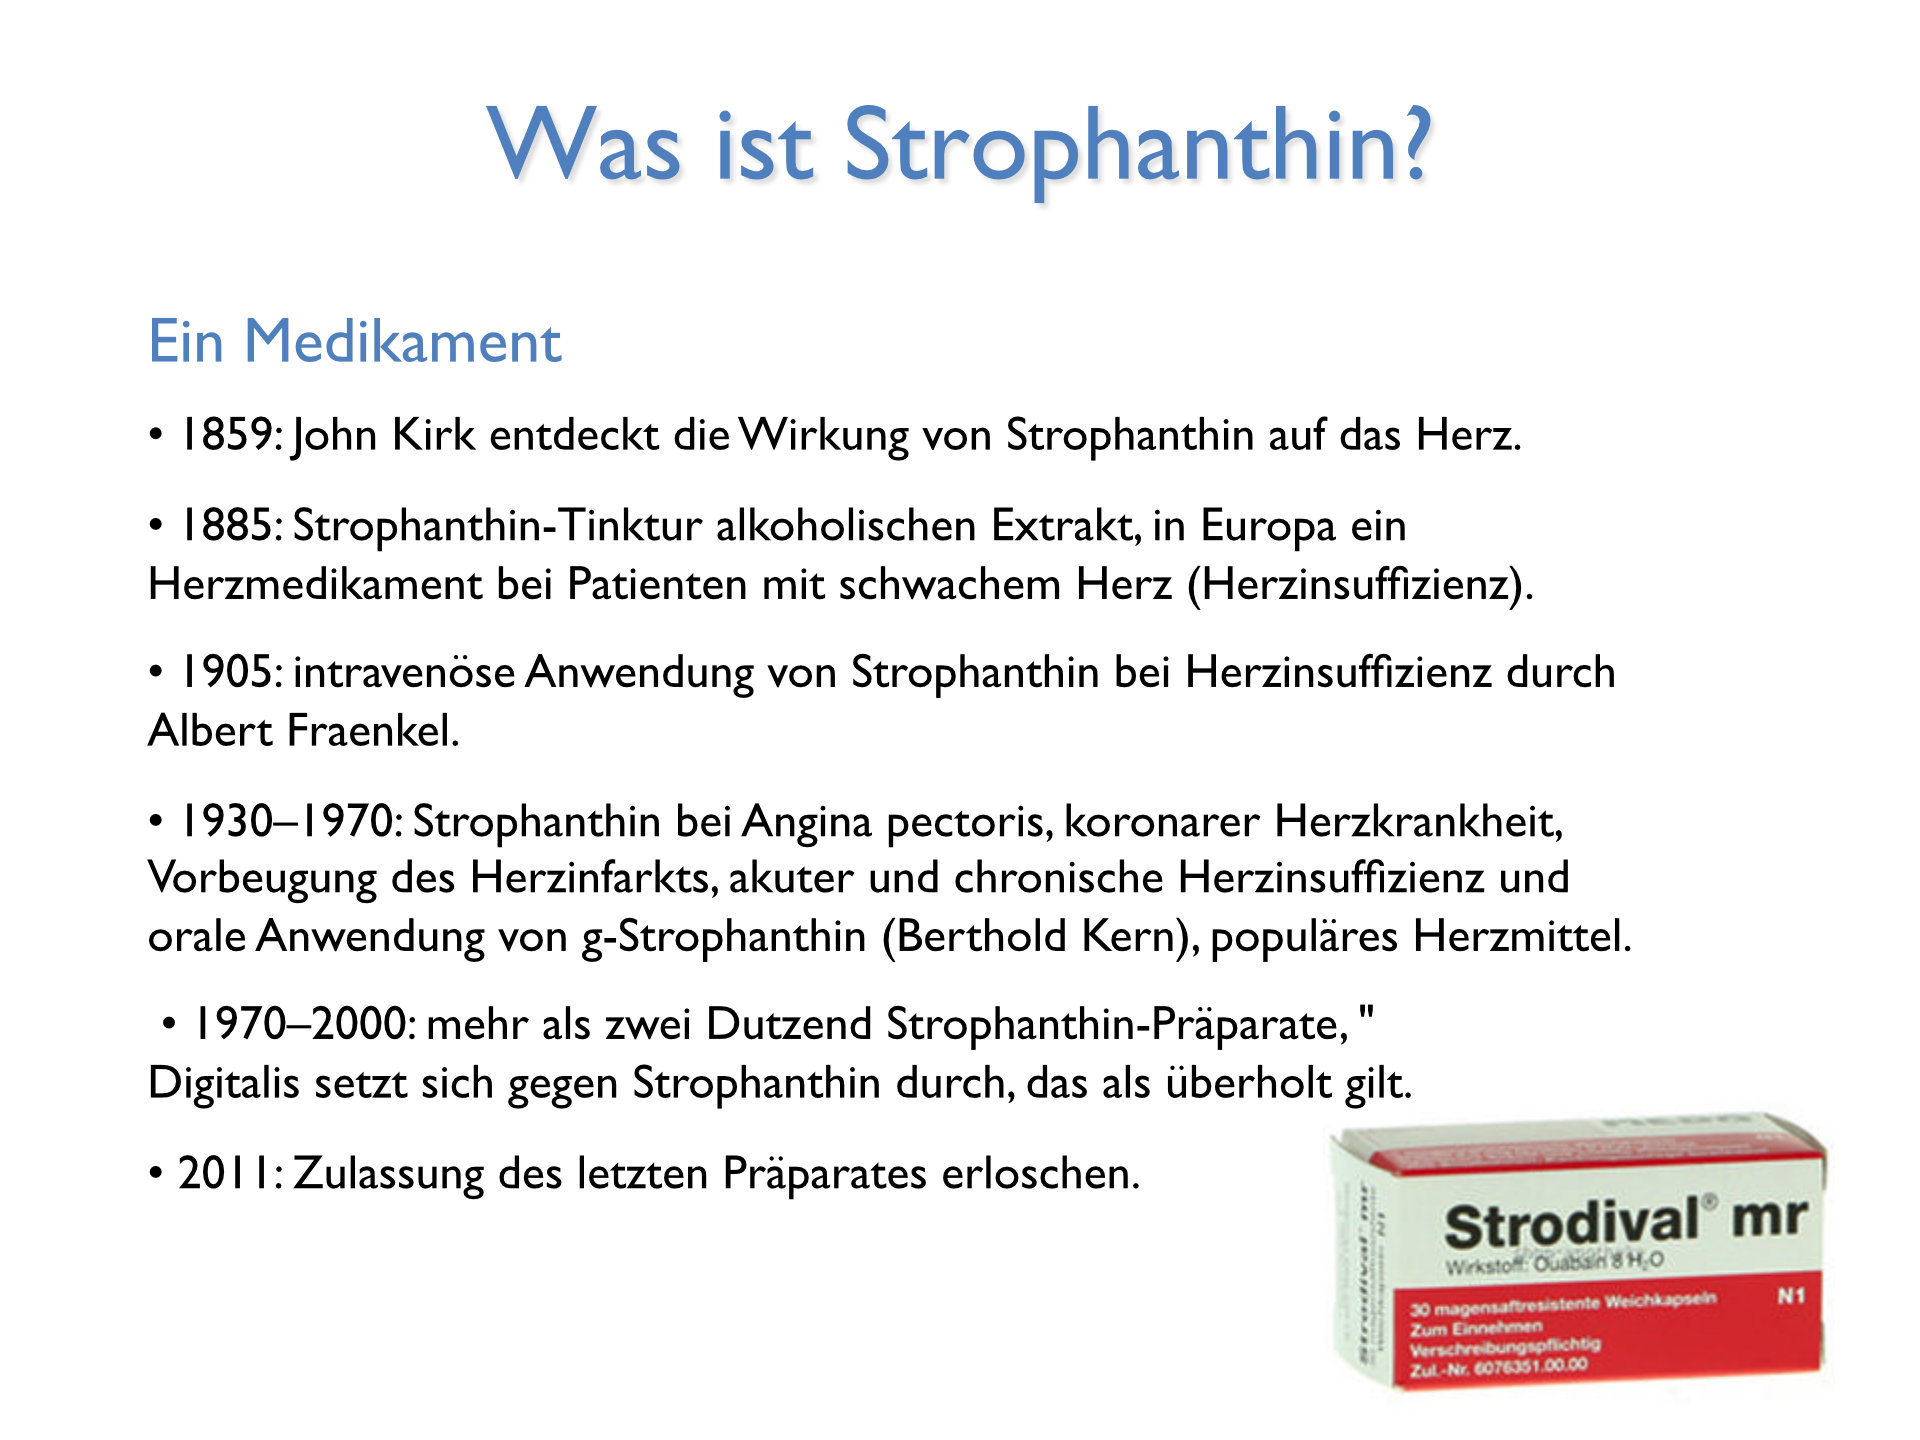 Was ist Strophanthin?
Ein Medikament
• 1859: John Kirk entdeckt die Wirkung von Strophanthin auf das Herz.
• 1885: Strophanthin-Tinktur alkoholischen Extrakt, in Europa ein
Herzmedikament bei Patienten mit schwachem Herz (Herzinsuffizienz).
• 1905: intravenöse Anwendung von Strophanthin bei Herzinsuffizienz durch
Albert Fraenkel.
• 1930–1970: Strophanthin bei Angina pectoris, koronarer Herzkrankheit,
Vorbeugung des Herzinfarkts, akuter und chronische Herzinsuffizienz und
orale Anwendung von g-Strophanthin (Berthold Kern), populäres Herzmittel.
• 1970–2000: mehr als zwei Dutzend Strophanthin-Präparate, "
Digitalis setzt sich gegen Strophanthin durch, das als überholt gilt.
• 2011: Zulassung des letzten Präparates erloschen.
Strodival® mr
Wirkstoff: Ouabain 8 H₂O
30 magensaftresistente Weichkapseln N1
Zum Einnehmen
Verschreibungspflichtig
Zul.-Nr. 6076351.00.00
Strodival mr